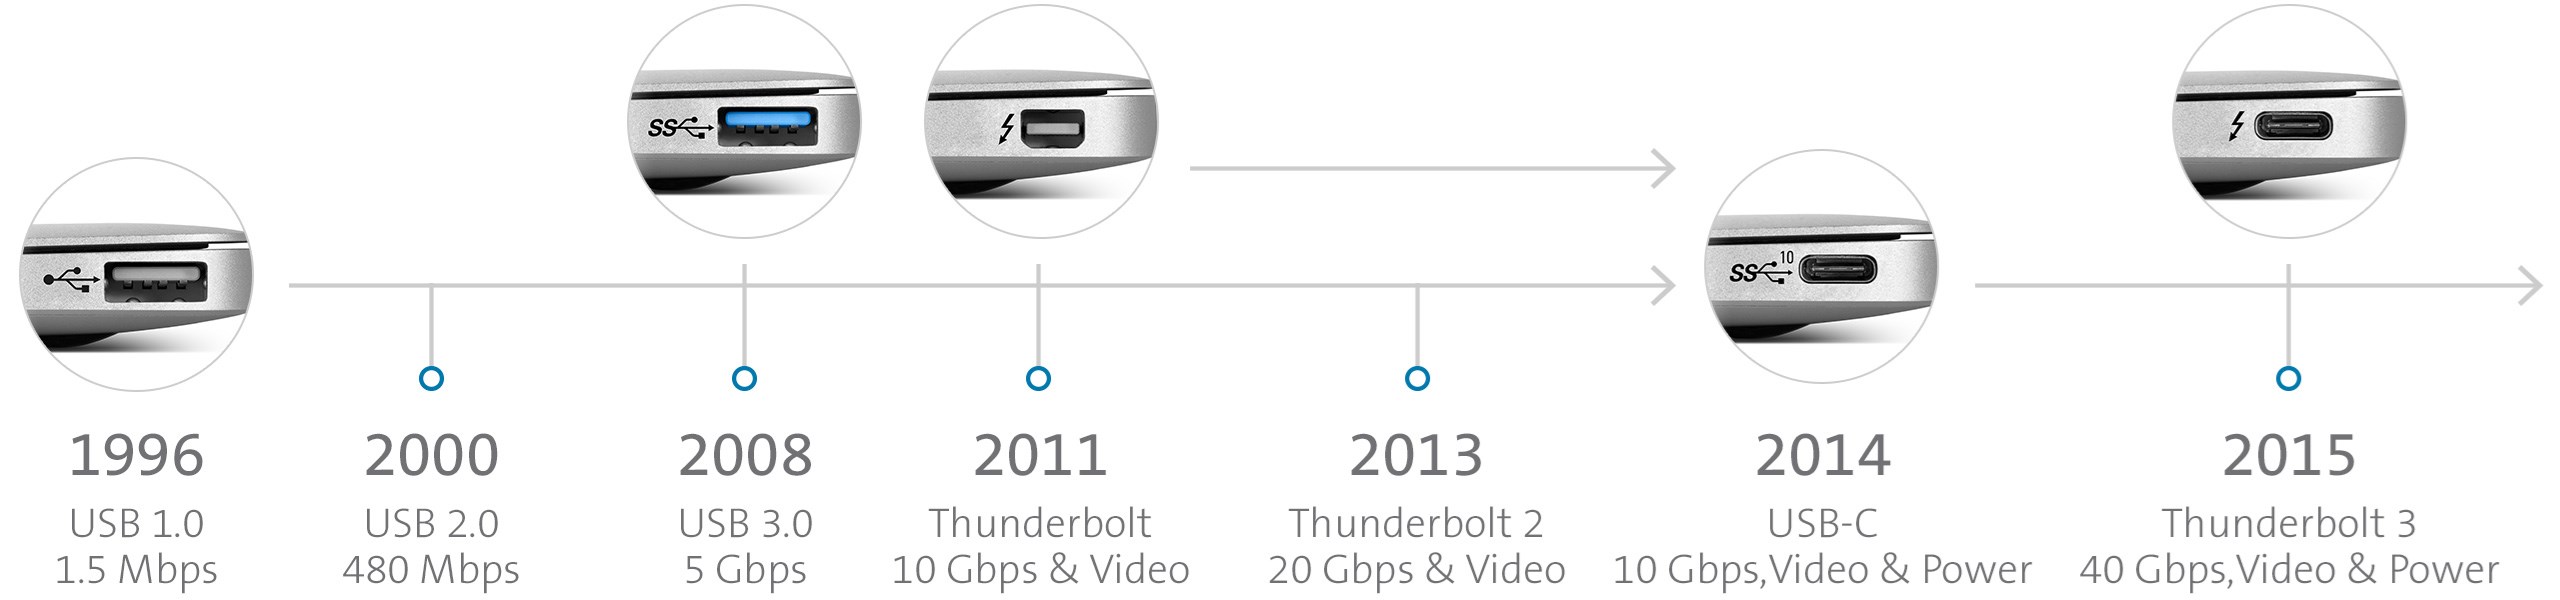 SS
SS 10
1996
USB 1.0
1.5 Mbps
2000
USB 2.0
480 Mbps
2008
USB 3.0
5 Gbps
2011
Thunderbolt
10 Gbps & Video
2013
Thunderbolt 2
20 Gbps & Video
2014
USB-C
10 Gbps,Video & Power
2015
Thunderbolt 3
40 Gbps,Video & Power